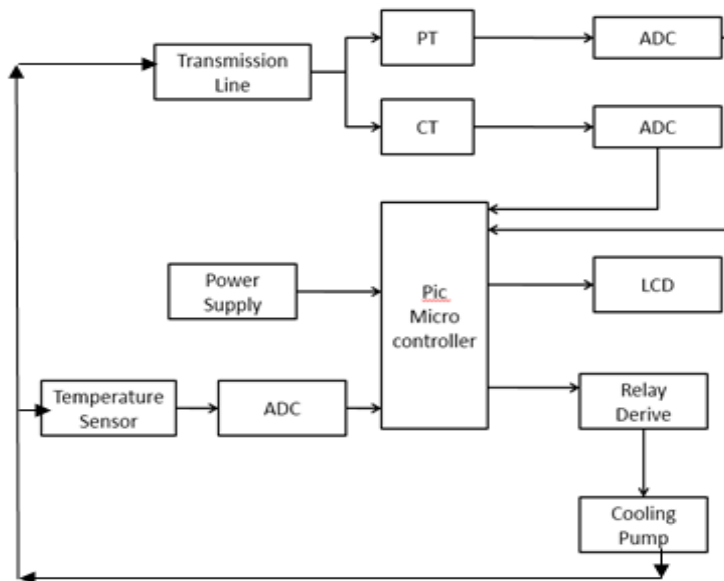 PT
ADC
Transmission
Line
CT
ADC
Power
Supply
Pic
Micro
controller
LCD
Temperature
Sensor
ADC
Relay
Derive
Cooling
Pump